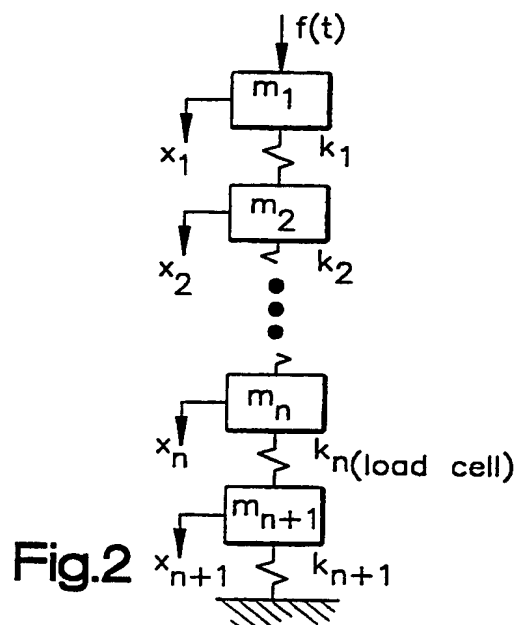 f(t)
m1
x1
k1
m2
x2
k2
mn
xn
kn(load cell)
mn+1
xn+1
kn+1
Fig.2